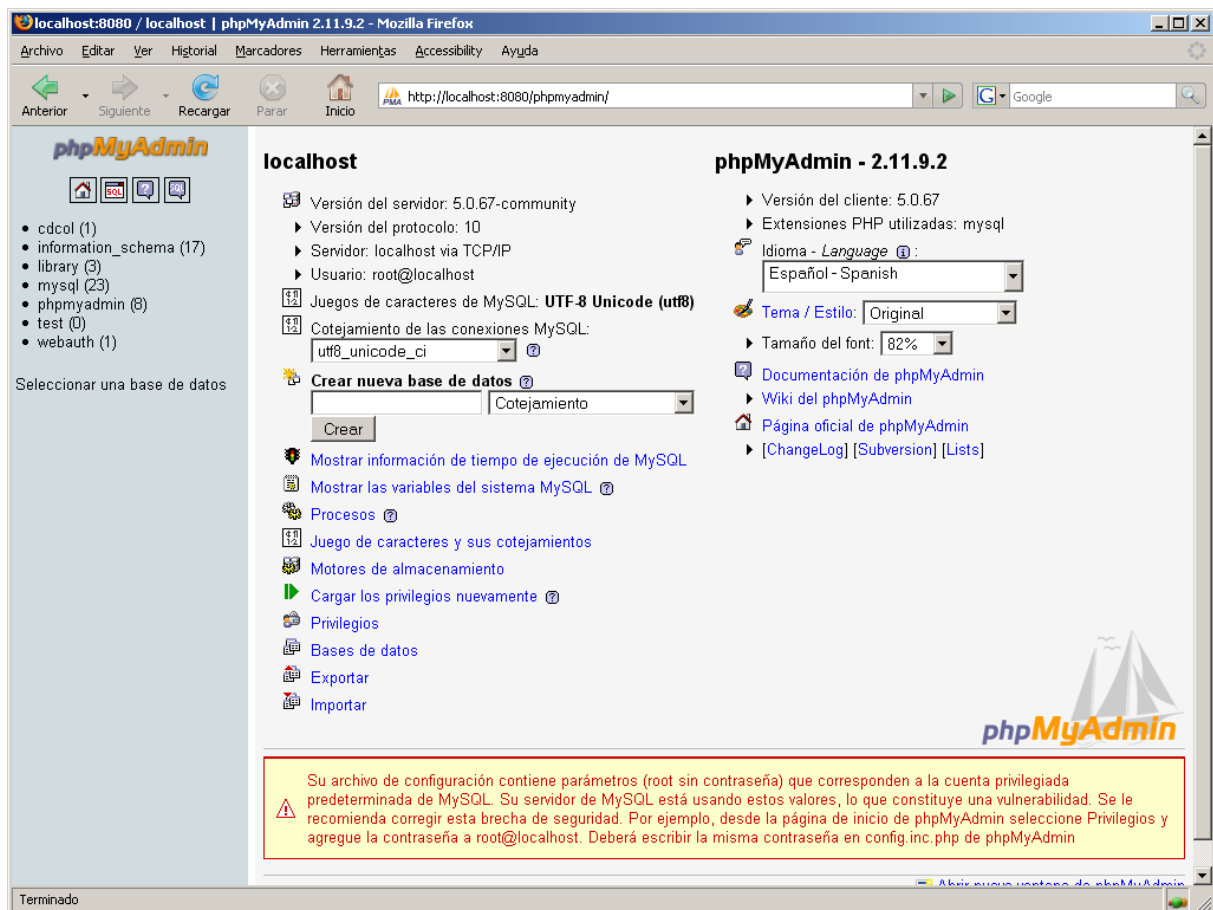 localhost:8080 / localhost | phpMyAdmin 2.11.9.2 - Mozilla Firefox
Archivo Editar Ver Historial Marcadores Herramientas Accessibility Ayuda
Anterior Siguiente Recargar Parar Inicio
PMA http://localhost:8080/phpmyadmin/ G Google
phpMyAdmin
SQL ? SQL
cdcol (1)
information_schema (17)
library (3)
mysql (23)
phpmyadmin (8)
test (0)
webauth (1)
Seleccionar una base de datos
localhost
Versión del servidor: 5.0.67-community
Versión del protocolo: 10
Servidor: localhost via TCP/IP
Usuario: root@localhost
Juegos de caracteres de MySQL: UTF-8 Unicode (utf8)
Cotejamiento de las conexiones MySQL:
utf8_unicode_ci ?
Crear nueva base de datos ?
Cotejamiento
Crear
Mostrar información de tiempo de ejecución de MySQL
Mostrar las variables del sistema MySQL ?
Procesos ?
Juego de caracteres y sus cotejamientos
Motores de almacenamiento
Cargar los privilegios nuevamente ?
Privilegios
Bases de datos
Exportar
Importar
phpMyAdmin - 2.11.9.2
Versión del cliente: 5.0.67
Extensiones PHP utilizadas: mysql
Idioma - Language i :
Español - Spanish
Tema / Estilo: Original
Tamaño del font: 82%
Documentación de phpMyAdmin
Wiki del phpMyAdmin
Página oficial de phpMyAdmin
[ChangeLog] [Subversion] [Lists]
phpMyAdmin
Su archivo de configuración contiene parámetros (root sin contraseña) que corresponden a la cuenta privilegiada
predeterminada de MySQL. Su servidor de MySQL está usando estos valores, lo que constituye una vulnerabilidad. Se le
recomienda corregir esta brecha de seguridad. Por ejemplo, desde la página de inicio de phpMyAdmin seleccione Privilegios y
agregue la contraseña a root@localhost. Deberá escribir la misma contraseña en config.inc.php de phpMyAdmin
Abrir nueva ventana de phpMyAdmin
Terminado